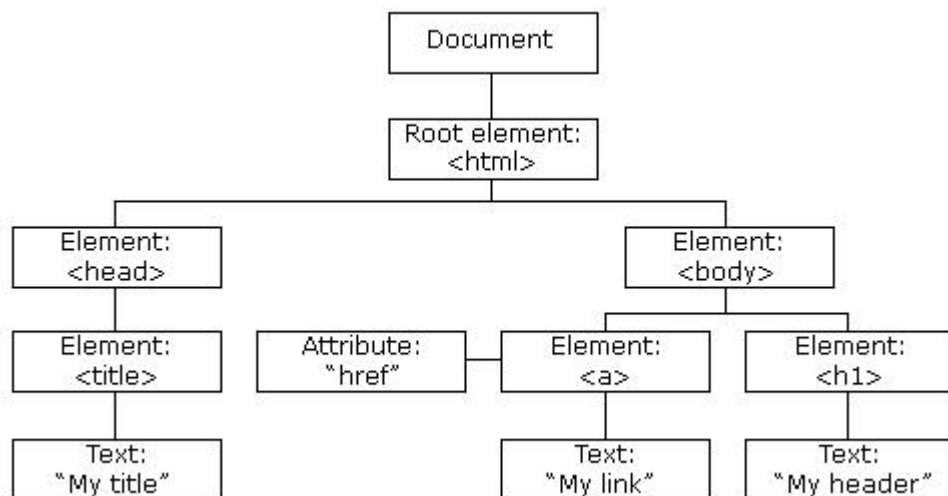 Document
Root element:
<html>
Element:
<head>
Element:
<body>
Element:
<title>
Attribute:
“href”
Element:
<a>
Element:
<h1>
Text:
“My title”
Text:
“My link”
Text:
“My header”